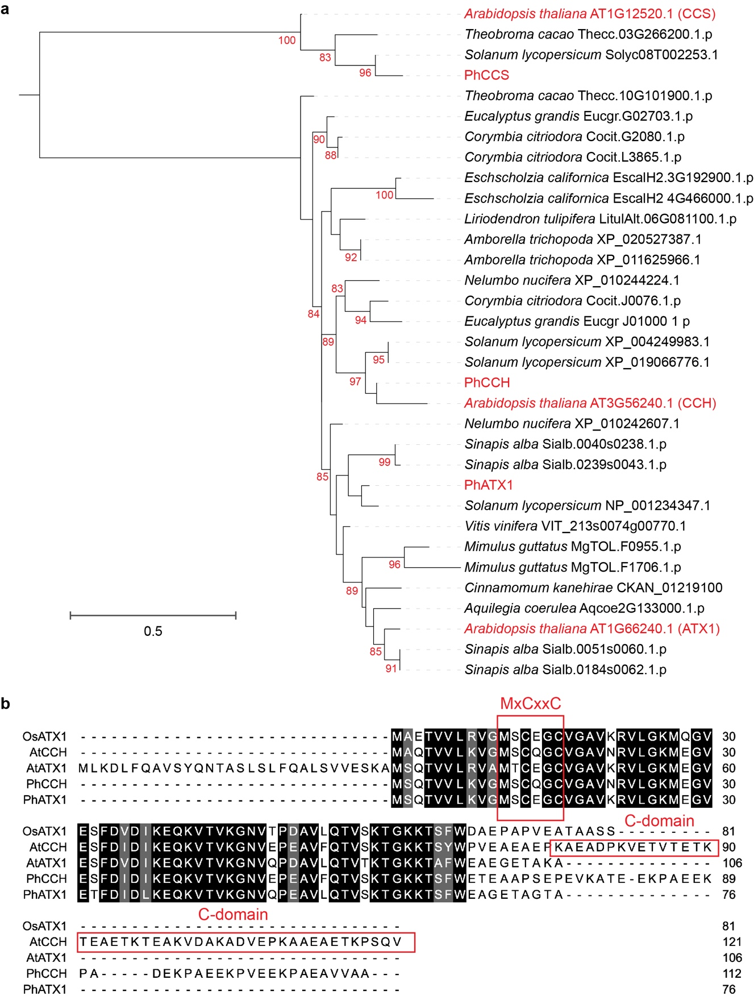 a
Arabidopsis thaliana AT1G12520.1 (CCS)
Theobroma cacao Thecc.03G266200.1.p
100
83
Solanum lycopersicum Solyc08T002253.1
96
PhCCS
Theobroma cacao Thecc.10G101900.1.p
Eucalyptus grandis Eucgr.G02703.1.p
90
Corymbia citriodora Cocit.G2080.1.p
88
Corymbia citriodora Cocit.L3865.1.p
Eschscholzia californica EscalH2.3G192900.1.p
100
Eschscholzia californica EscalH2 4G466000.1.p
Liriodendron tulipifera LitulAlt.06G081100.1.p
Amborella trichopoda XP_020527387.1
92
Amborella trichopoda XP_011625966.1
Nelumbo nucifera XP_010244224.1
83
Corymbia citriodora Cocit.J0076.1.p
84
94
Eucalyptus grandis Eucgr J01000 1 p
89
Solanum lycopersicum XP_004249983.1
95
Solanum lycopersicum XP_019066776.1
97
PhCCH
Arabidopsis thaliana AT3G56240.1 (CCH)
Nelumbo nucifera XP_010242607.1
Sinapis alba Sialb.0040s0238.1.p
99
Sinapis alba Sialb.0239s0043.1.p
85
PhATX1
Solanum lycopersicum NP_001234347.1
Vitis vinifera VIT_213s0074g00770.1
Mimulus guttatus MgTOL.F0955.1.p
96
Mimulus guttatus MgTOL.F1706.1.p
89
Cinnamomum kanehirae CKAN_01219100
Aquilegia coerulea Aqcoe2G133000.1.p
0.5
Arabidopsis thaliana AT1G66240.1 (ATX1)
85
Sinapis alba Sialb.0051s0060.1.p
91
Sinapis alba Sialb.0184s0062.1.p
b
MxCxxC
OsATX1 ------------------------------MAETVVLRVGMSCEGCVGAVKRVLGKMQGV 30
AtCCH ------------------------------MAQTVVLKVGMSCQGCVGAVNRVLGKMEGV 30
AtATX1 MLKDLFQAVSYQNTASLSLFQALSVVESKAMSQTVVLRVAMTCEGCVGAVKRVLGKMEGV 60
PhCCH ------------------------------MSQTVVLKVGMSCQGCVGAVNRVLGKMEGV 30
PhATX1 ------------------------------MSQTVVLKVGMSCEGCVGAVKRVLGKMEGV 30
C-domain
OsATX1 ESFDVDIKEQKVTVKGNVTPDAVLQTVSKTGKKTSFWDAEPAPVEATAASS--------- 81
AtCCH ESFDIDIKEQKVTVKGNVEPEAVFQTVSKTGKKTSYWPVEAEAEPKAEADPKVETVTETK 90
AtATX1 ESFDVDIKEQKVTVKGNVQPDAVLQTVTKTGKKTAFWEAEGETAKA-------------- 106
PhCCH ESFDIDIKEQKVTVKGNVEPEAVFQTVSKTGKKTSFWETEAAPSEPEVKATE-EKPAEEK 89
PhATX1 ETFDIDLKEQKVTVKGNVQPEAVLQTVSKTGKKTSFWEAGETAGTA-------------- 76
C-domain
OsATX1 ------------------------------- 81
AtCCH TEAETKTEAKVDAKADVEPKAAEAETKPSQV 121
AtATX1 ------------------------------- 106
PhCCH PA-----DEKPAEEKPVEEKPAEAVVAA--- 112
PhATX1 ------------------------------- 76